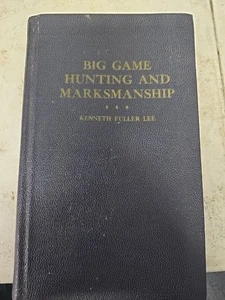 BIG GAME
HUNTING AND
MARKSMANSHIP
KENNETH FULLER LEE